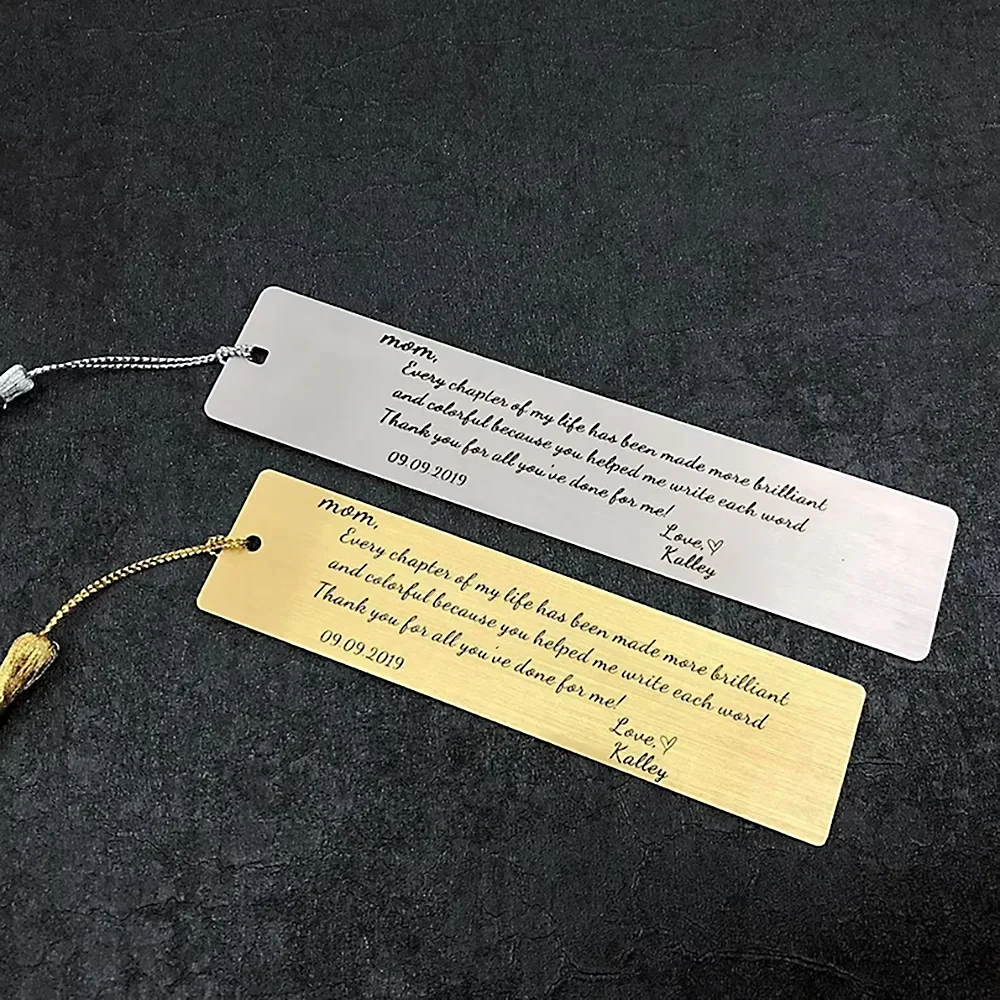 mom,
Every chapter of my life has been made more brilliant
and colorful because you helped me write each word
Thank you for all you've done for me!
09.09.2019
Love,♡
Kalley
mom,
Every chapter of my life has been made more brilliant
and colorful because you helped me write each word
Thank you for all you've done for me!
09.09.2019
Love,♡
Kalley